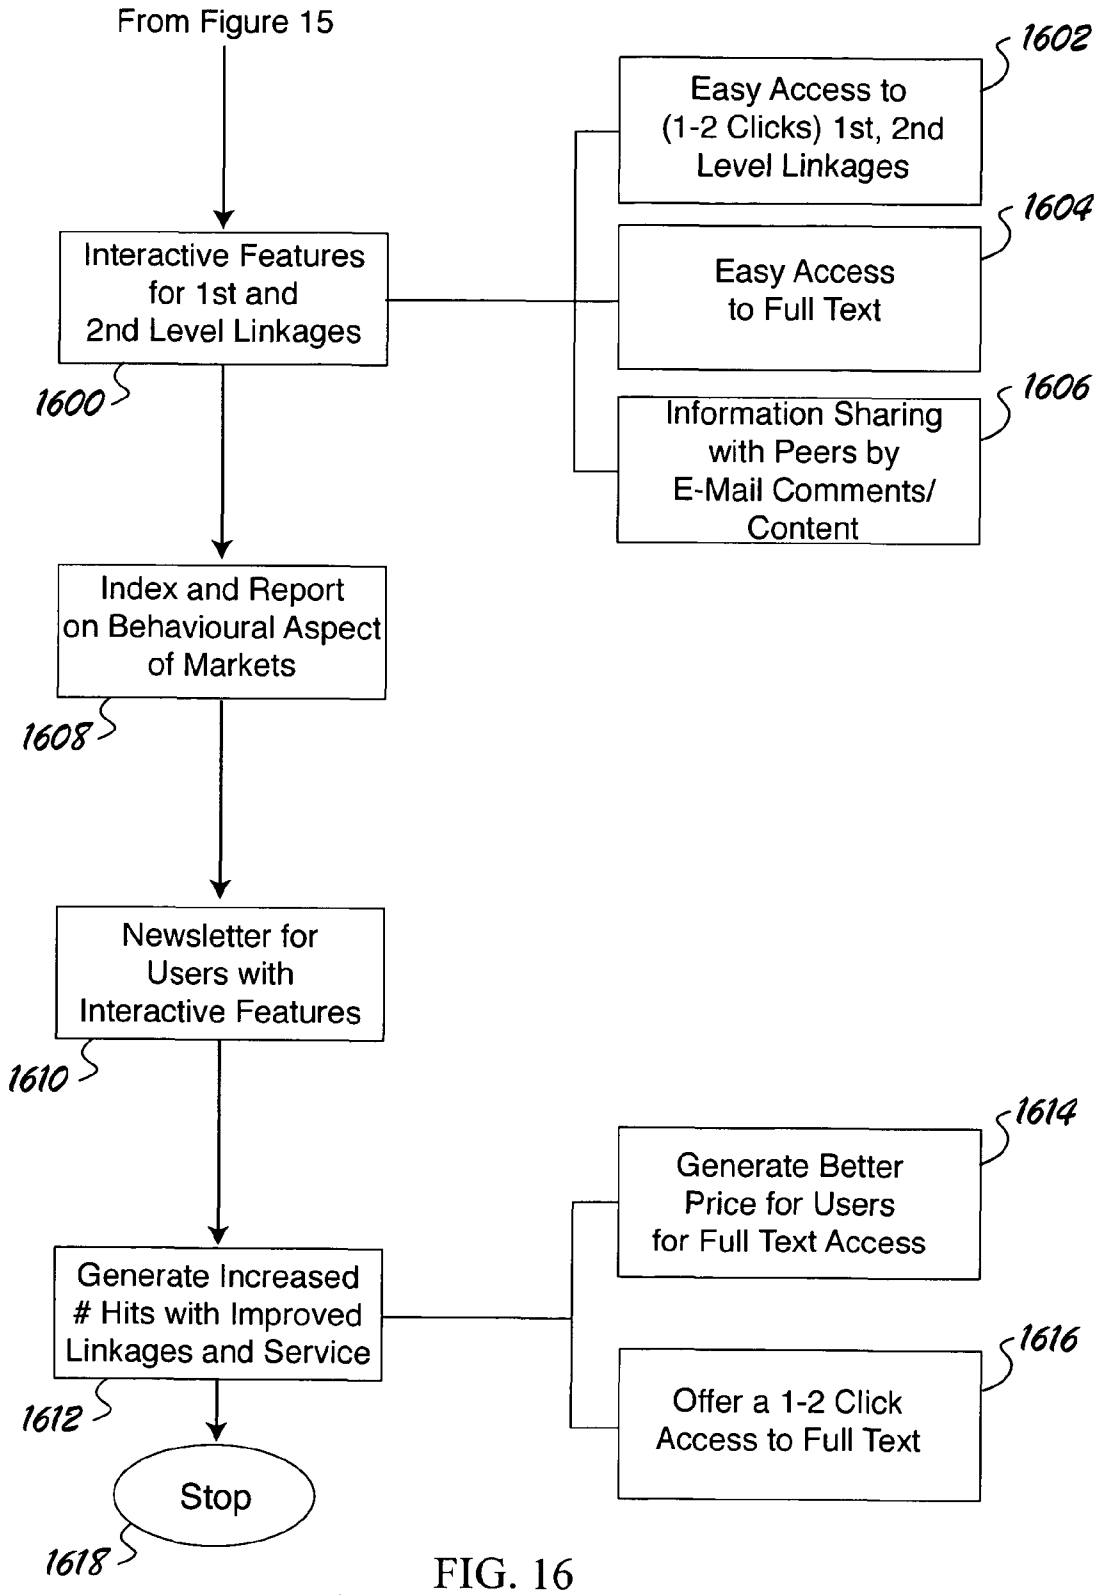 From Figure 15
1602
Easy Access to
(1-2 Clicks) 1st, 2nd
Level Linkages
1604
Easy Access
to Full Text
Interactive Features
for 1st and
2nd Level Linkages
1600
1606
Information Sharing
with Peers by
E-Mail Comments/
Content
Index and Report
on Behavioural Aspect
of Markets
1608
Newsletter for
Users with
Interactive Features
1610
1614
Generate Better
Price for Users
for Full Text Access
Generate Increased
# Hits with Improved
Linkages and Service
1612
1616
Offer a 1-2 Click
Access to Full Text
Stop
1618
FIG. 16